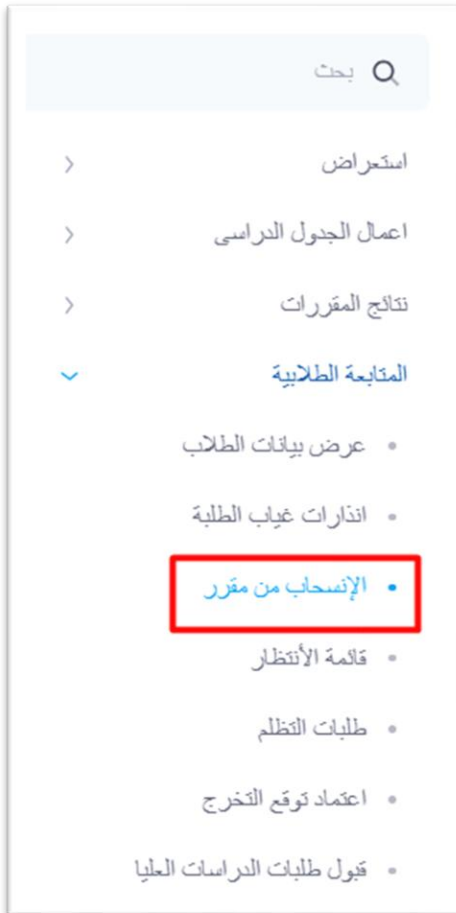 بحث
استعراض
اعمال الجدول الدراسى
نتائج المقررات
المتابعة الطلابية
عرض بيانات الطلاب
انذارات غياب الطلبة
الإنسحاب من مقرر
قائمة الأنتظار
طلبات التظلم
اعتماد توقع التخرج
قبول طلبات الدراسات العليا